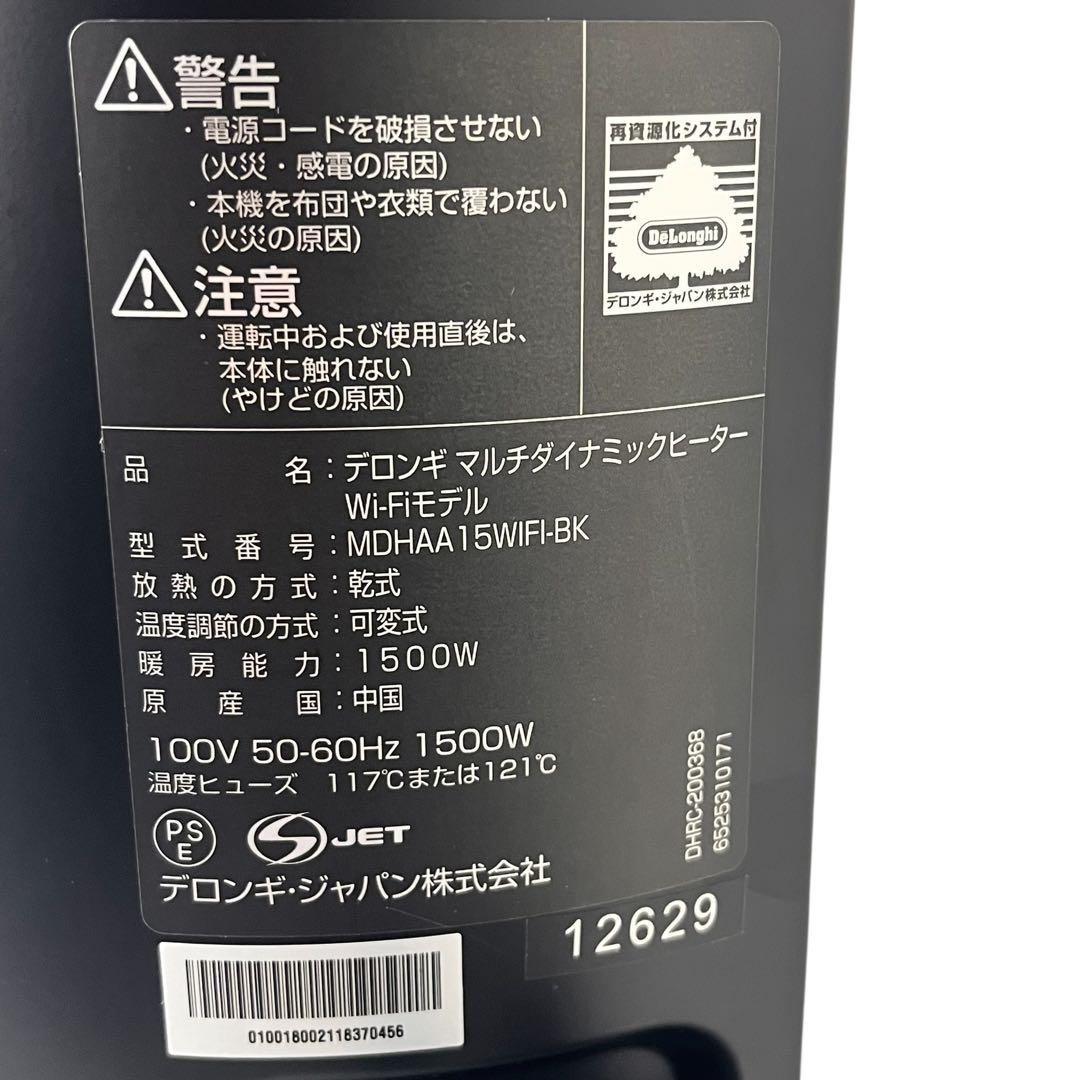 警告
・電源コードを破損させない
(火災・感電の原因)
・本機を布団や衣類で覆わない
(火災の原因)
注意
・運転中および使用直後は、
本体に触れない
(やけどの原因)
再資源化システム付
DeLonghi
デロンギ・ジャパン株式会社
品名：デロンギ マルチダイナミックヒーター
Wi-Fiモデル
型式番号：MDHAA15WIFI-BK
放熱の方式：乾式
温度調節の方式：可変式
暖房能力：1500W
原産国：中国
100V 50-60Hz 1500W
温度ヒューズ 117℃または121℃
PSE
JET
デロンギ・ジャパン株式会社
DHRC-200368
6525310171
12629
010018002118370456